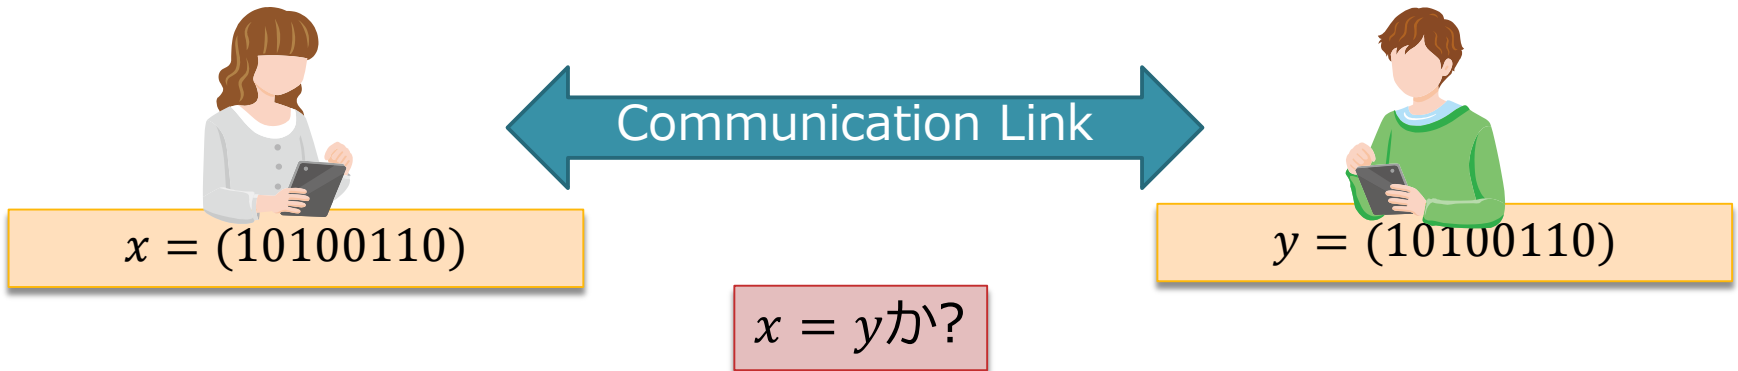 Communication Link
x = (10100110)
y = (10100110)
x = yか?